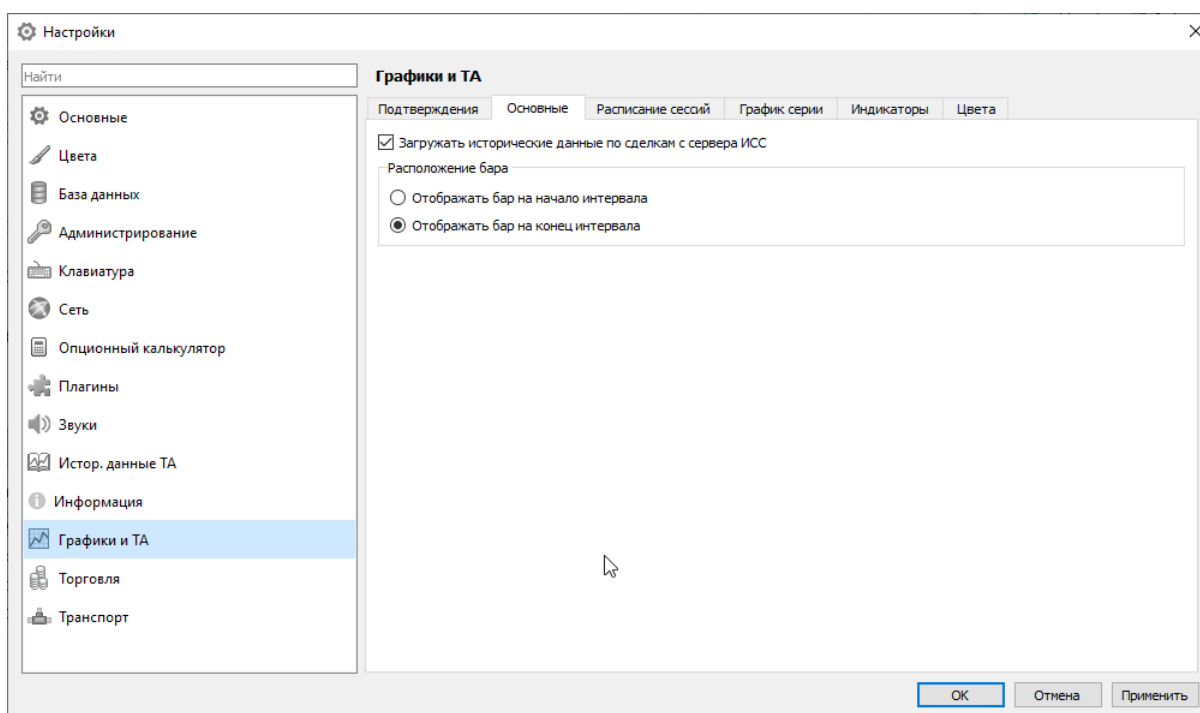 Настройки
Найти
Основные
Цвета
База данных
Администрирование
Клавиатура
Сеть
Опционный калькулятор
Плагины
Звуки
Истор. данные ТА
Информация
Графики и ТА
Торговля
Транспорт
Графики и ТА
Подтверждения Основные Расписание сессий График серии Индикаторы Цвета
Загружать исторические данные по сделкам с сервера ИСС
Расположение бара
Отображать бар на начало интервала
Отображать бар на конец интервала
OK Отмена Применить